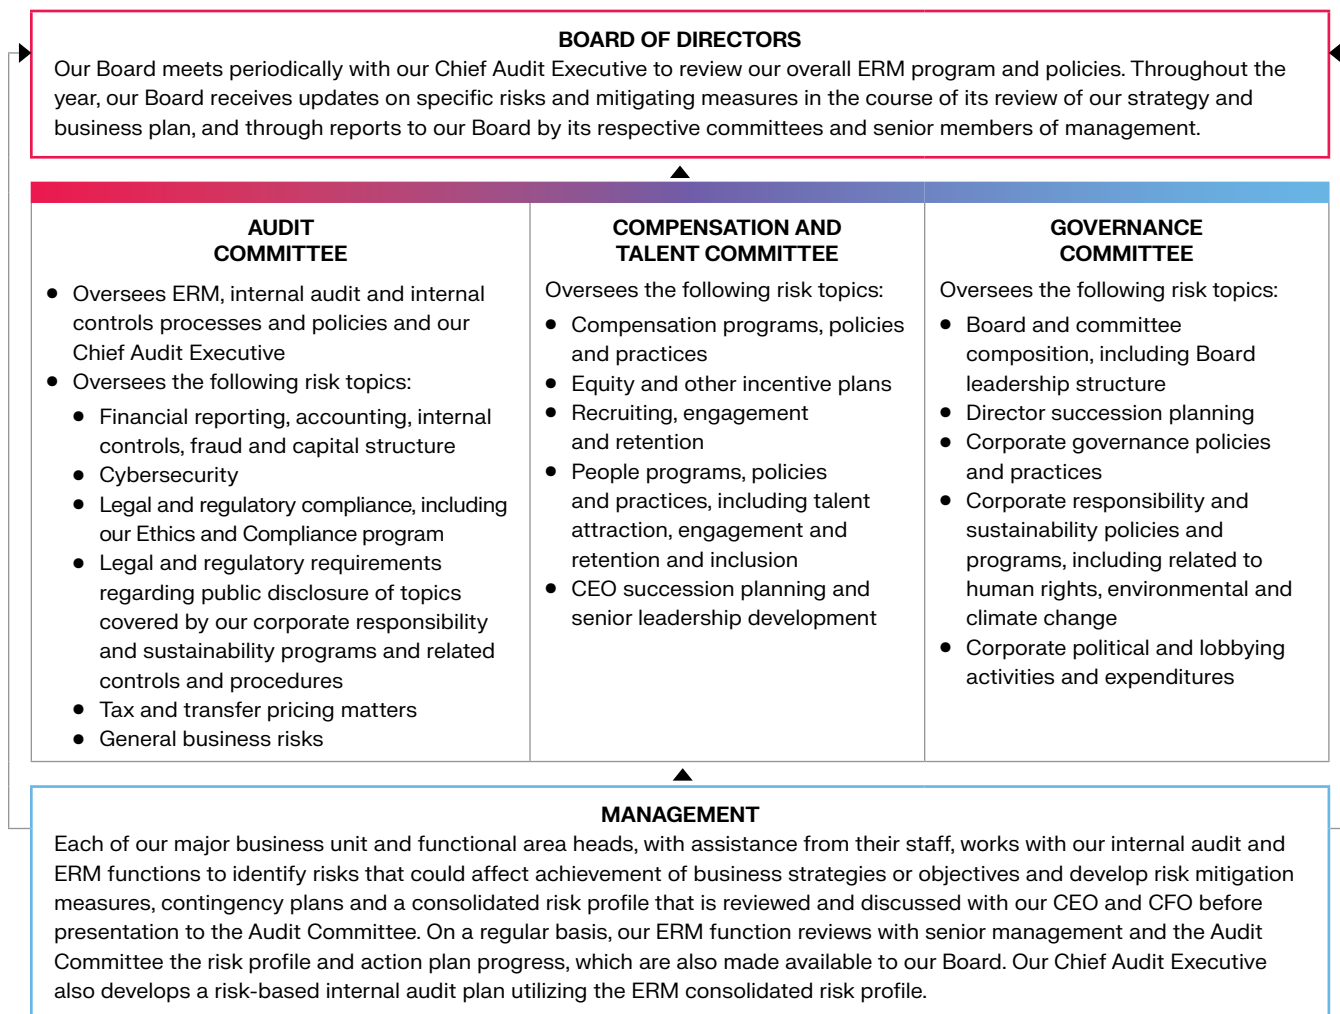 BOARD OF DIRECTORS
Our Board meets periodically with our Chief Audit Executive to review our overall ERM program and policies. Throughout the
year, our Board receives updates on specific risks and mitigating measures in the course of its review of our strategy and
business plan, and through reports to our Board by its respective committees and senior members of management.
AUDIT
COMMITTEE
● Oversees ERM, internal audit and internal
controls processes and policies and our
Chief Audit Executive
● Oversees the following risk topics:
● Financial reporting, accounting, internal
controls, fraud and capital structure
● Cybersecurity
● Legal and regulatory compliance, including
our Ethics and Compliance program
● Legal and regulatory requirements
regarding public disclosure of topics
covered by our corporate responsibility
and sustainability programs and related
controls and procedures
● Tax and transfer pricing matters
● General business risks
COMPENSATION AND
TALENT COMMITTEE
Oversees the following risk topics:
● Compensation programs, policies
and practices
● Equity and other incentive plans
● Recruiting, engagement
and retention
● People programs, policies
and practices, including talent
attraction, engagement and
retention and inclusion
● CEO succession planning and
senior leadership development
GOVERNANCE
COMMITTEE
Oversees the following risk topics:
● Board and committee
composition, including Board
leadership structure
● Director succession planning
● Corporate governance policies
and practices
● Corporate responsibility and
sustainability policies and
programs, including related to
human rights, environmental and
climate change
● Corporate political and lobbying
activities and expenditures
MANAGEMENT
Each of our major business unit and functional area heads, with assistance from their staff, works with our internal audit and
ERM functions to identify risks that could affect achievement of business strategies or objectives and develop risk mitigation
measures, contingency plans and a consolidated risk profile that is reviewed and discussed with our CEO and CFO before
presentation to the Audit Committee. On a regular basis, our ERM function reviews with senior management and the Audit
Committee the risk profile and action plan progress, which are also made available to our Board. Our Chief Audit Executive
also develops a risk-based internal audit plan utilizing the ERM consolidated risk profile.